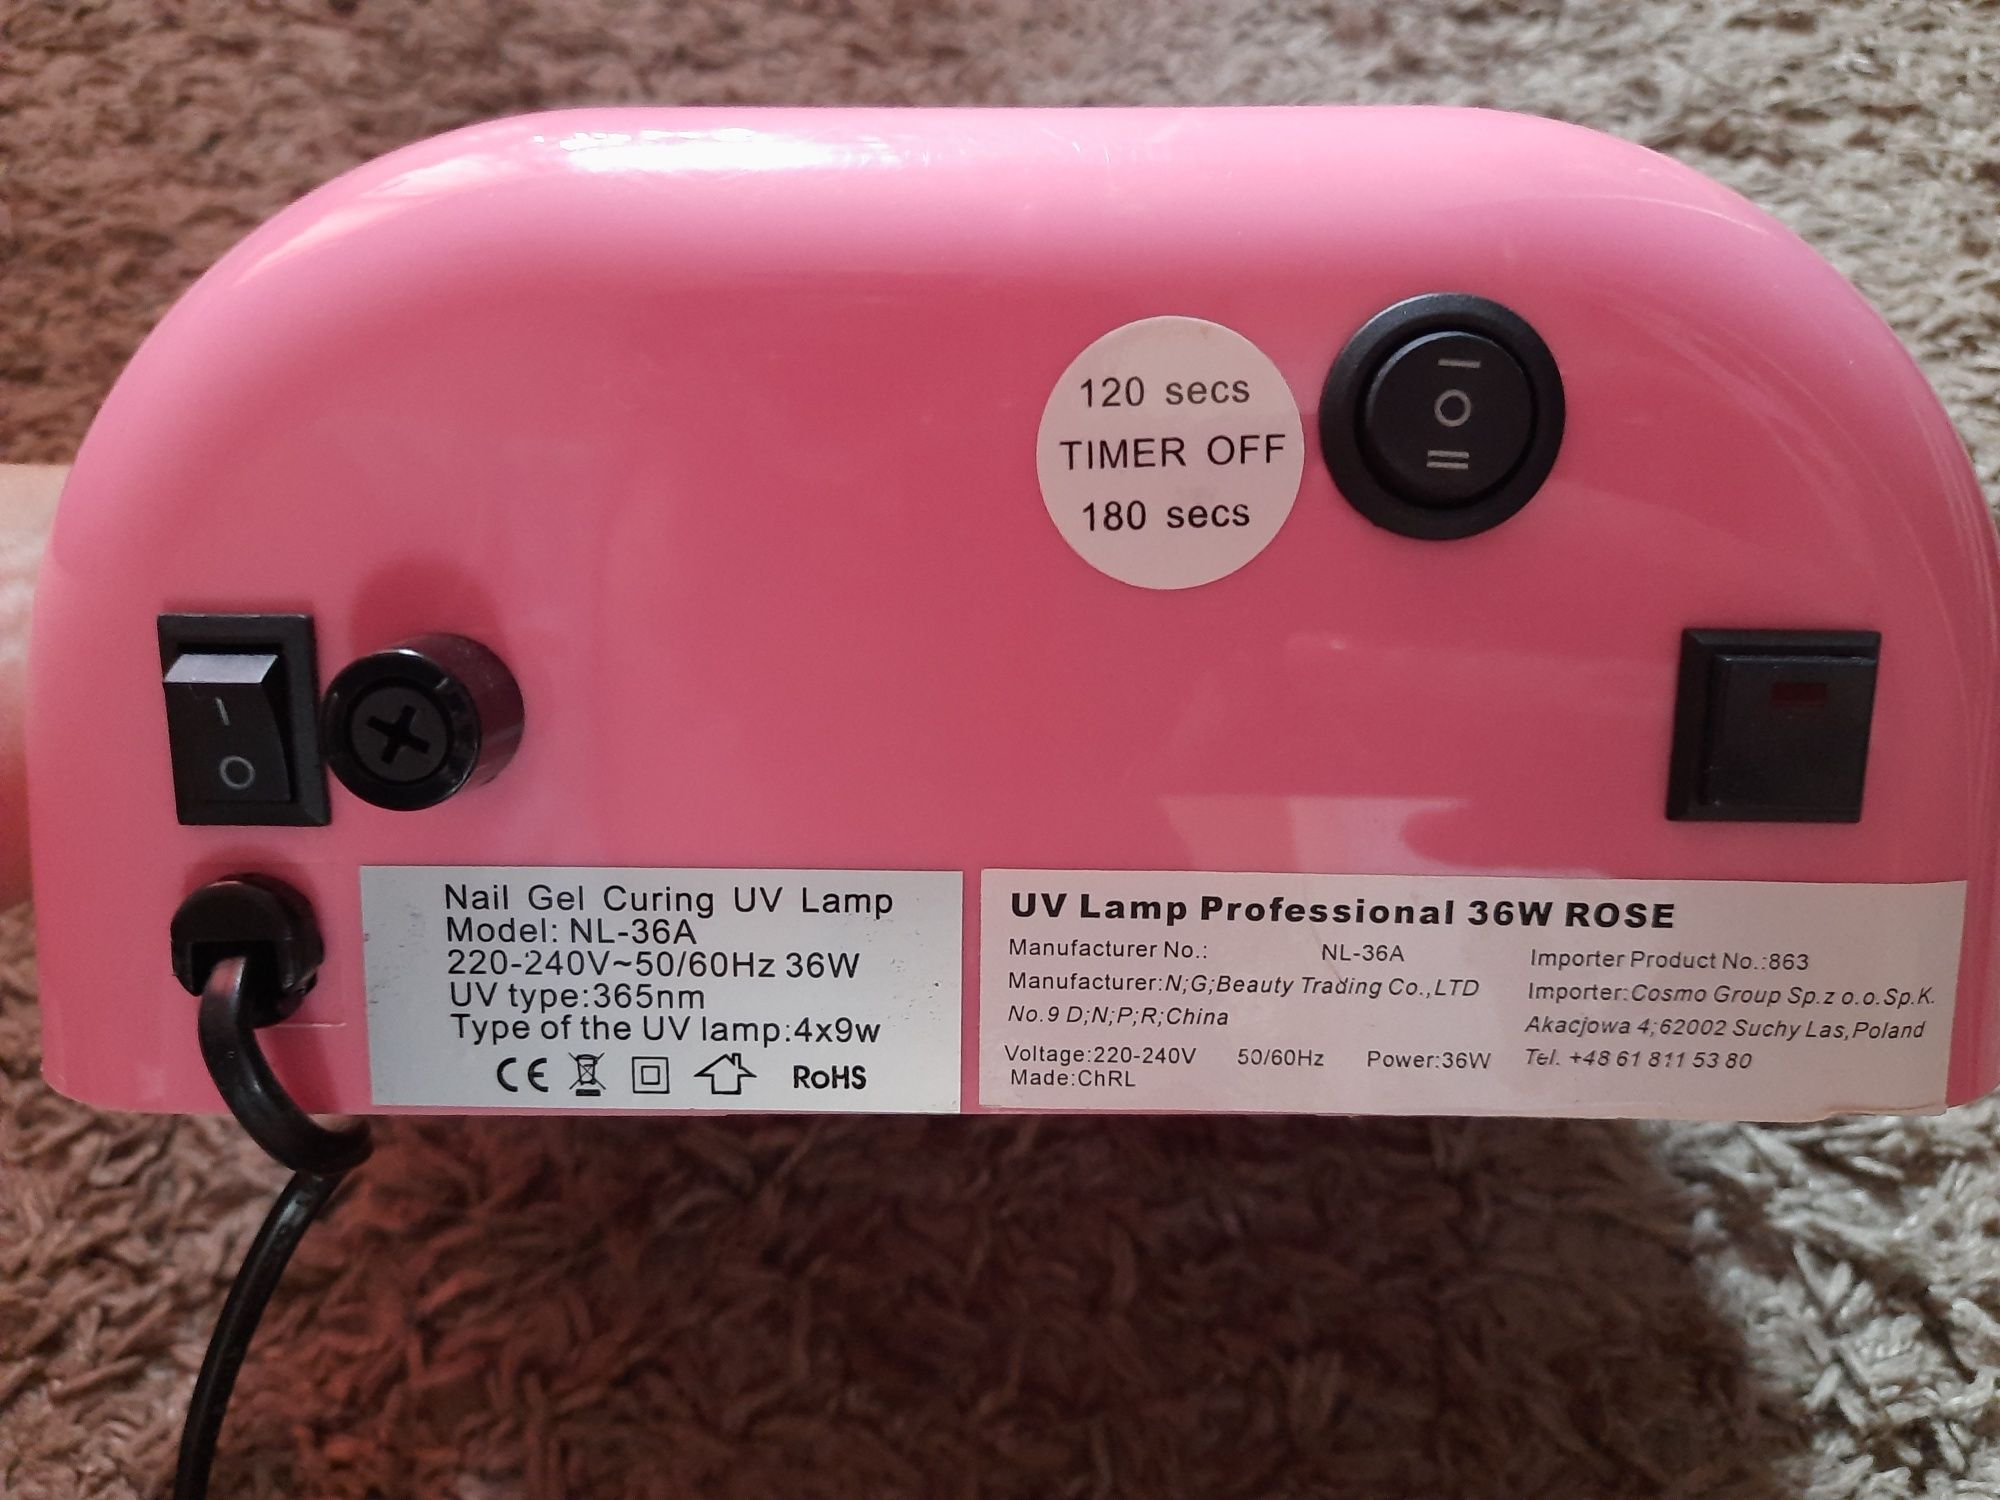 120 secs
TIMER OFF
180 secs
Nail Gel Curing UV Lamp
Model: NL-36A
220-240V~50/60Hz 36W
UV type:365nm
Type of the UV lamp:4x9w
CE RoHS
UV Lamp Professional 36W ROSE
Manufacturer No.: NL-36A
Manufacturer:N;G;Beauty Trading Co.,LTD
No.9 D;N;P;R;China
Voltage:220-240V 50/60Hz Power:36W
Made:ChRL
Importer Product No.:863
Importer:Cosmo Group Sp.z o.o.Sp.K.
Akacjowa 4;62002 Suchy Las,Poland
Tel. +48 61 811 53 80